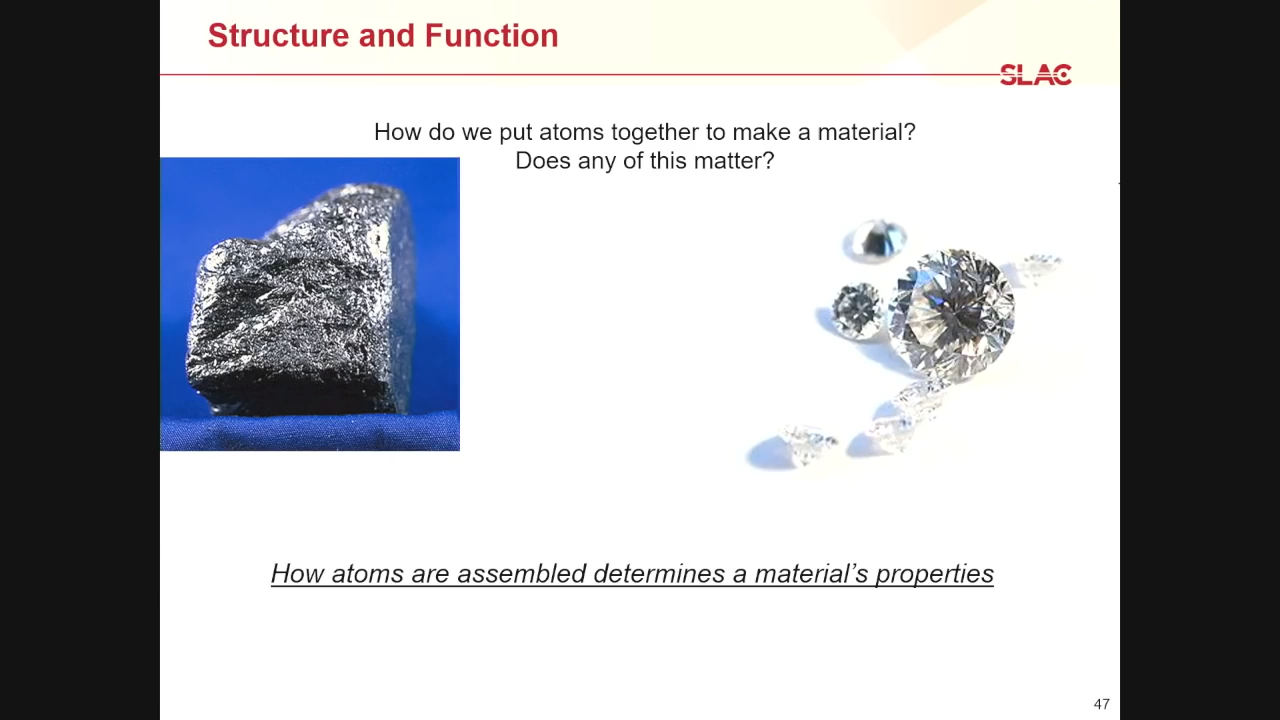 Structure and Function
SLAC
How do we put atoms together to make a material?
Does any of this matter?
How atoms are assembled determines a material’s properties
47